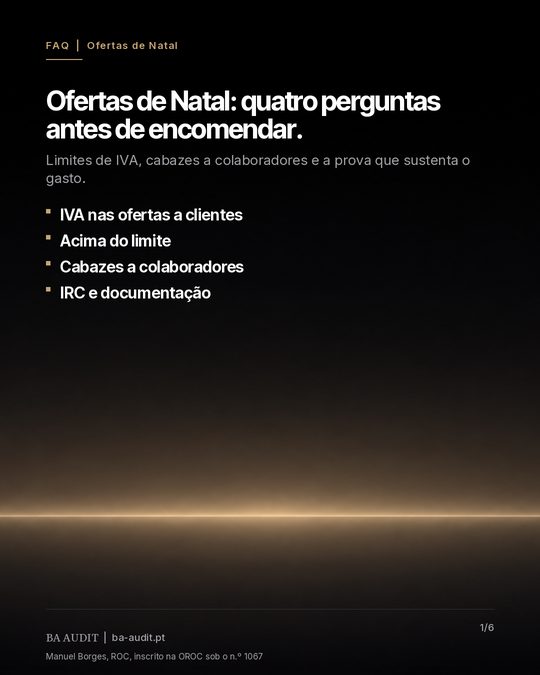 FAQ | Ofertas de Natal
Ofertas de Natal: quatro perguntas
antes de encomendar.
Limites de IVA, cabazes a colaboradores e a prova que sustenta o
gasto.
IVA nas ofertas a clientes
Acima do limite
Cabazes a colaboradores
IRC e documentação
1/6
BA AUDIT | ba-audit.pt
Manuel Borges, ROC, inscrito na OROC sob o n.º 1067